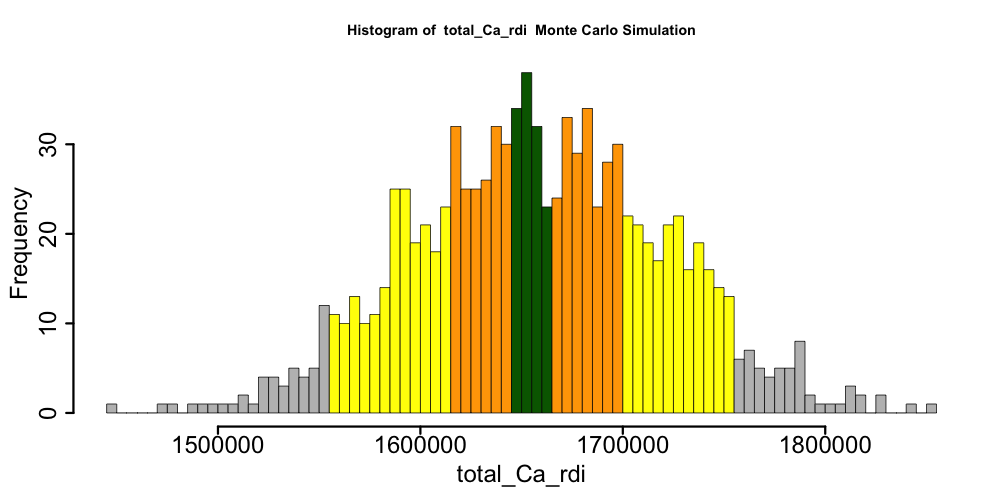 Histogram of total_Ca_rdi Monte Carlo Simulation
Frequency
30
20
10
0
1500000 1600000 1700000 1800000
total_Ca_rdi